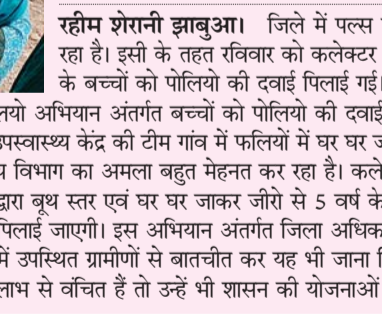 रहीम शेरानी झाबुआ। जिले में पल्स
रहा है। इसी के तहत रविवार को कलेक्टर
के बच्चों को पोलियो की दवाई पिलाई गई।
लयो अभियान अंतर्गत बच्चों को पोलियो की दवाई
उपस्वास्थ्य केंद्र की टीम गांव में फलियों में घर घर ज
य विभाग का अमला बहुत मेहनत कर रहा है। कले
द्वारा बूथ स्तर एवं घर घर जाकर जीरो से 5 वर्ष के
पिलाई जाएगी। इस अभियान अंतर्गत जिला अधिक
में उपस्थित ग्रामीणों से बातचीत कर यह भी जाना
लाभ से वंचित हैं तो उन्हें भी शासन की योजनाओं